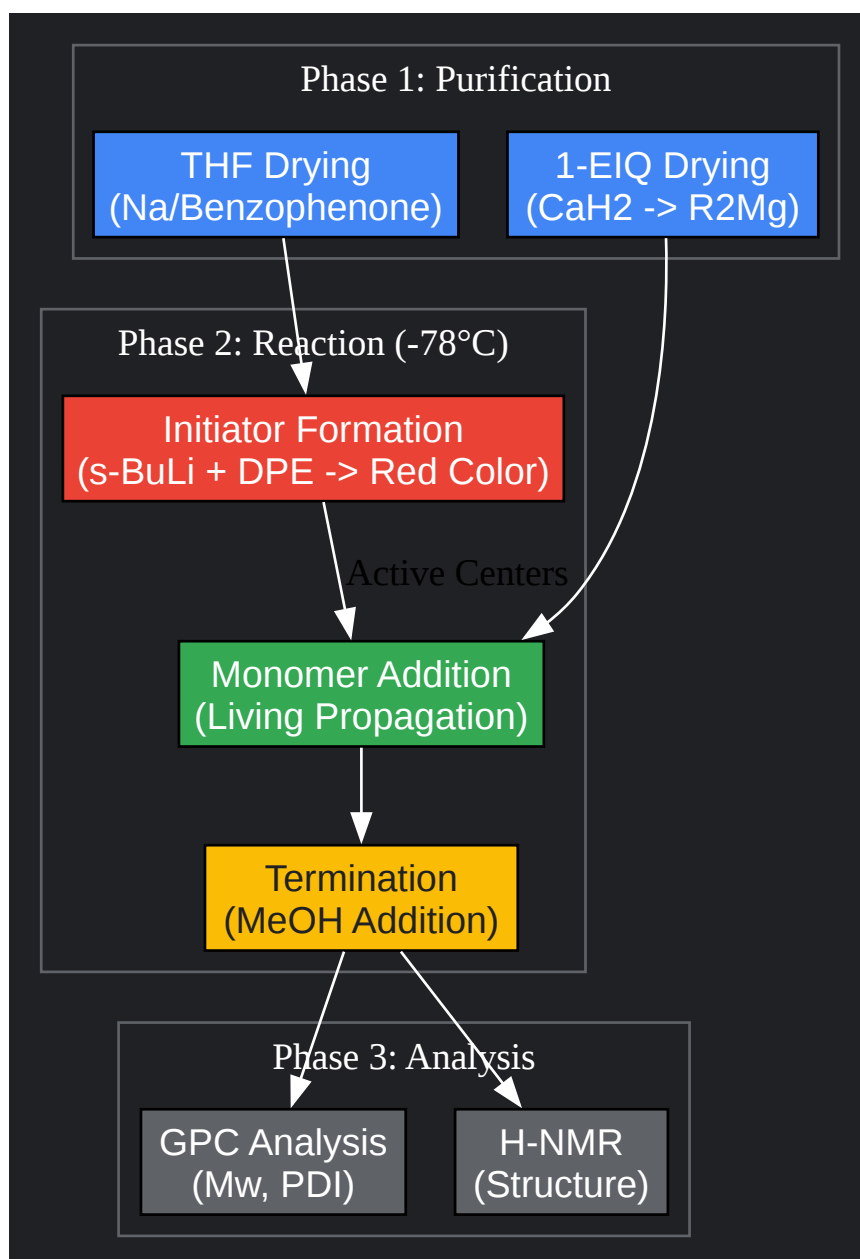 Phase 1: Purification
THF Drying
(Na/Benzophenone)
1-EIQ Drying
(CaH2 -> R2Mg)
Phase 2: Reaction (-78°C)
Initiator Formation
(s-BuLi + DPE -> Red Color)
Active Centers
Monomer Addition
(Living Propagation)
Termination
(MeOH Addition)
Phase 3: Analysis
GPC Analysis
(Mw, PDI)
H-NMR
(Structure)